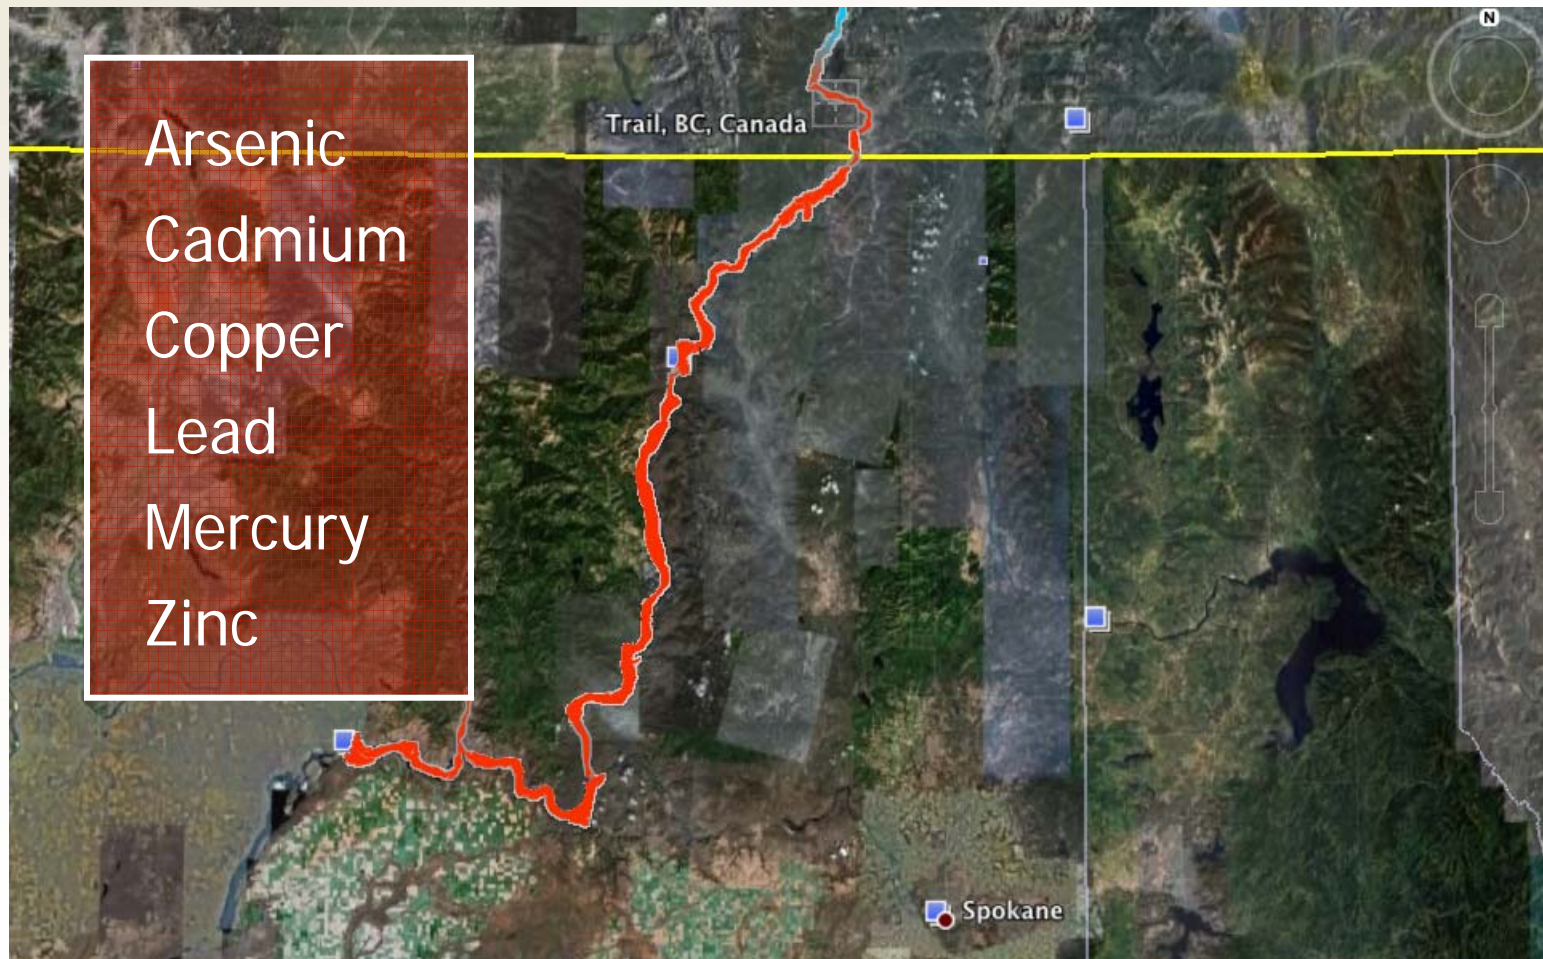 N
Trail, BC, Canada
Arsenic
Cadmium
Copper
Lead
Mercury
Zinc
Spokane